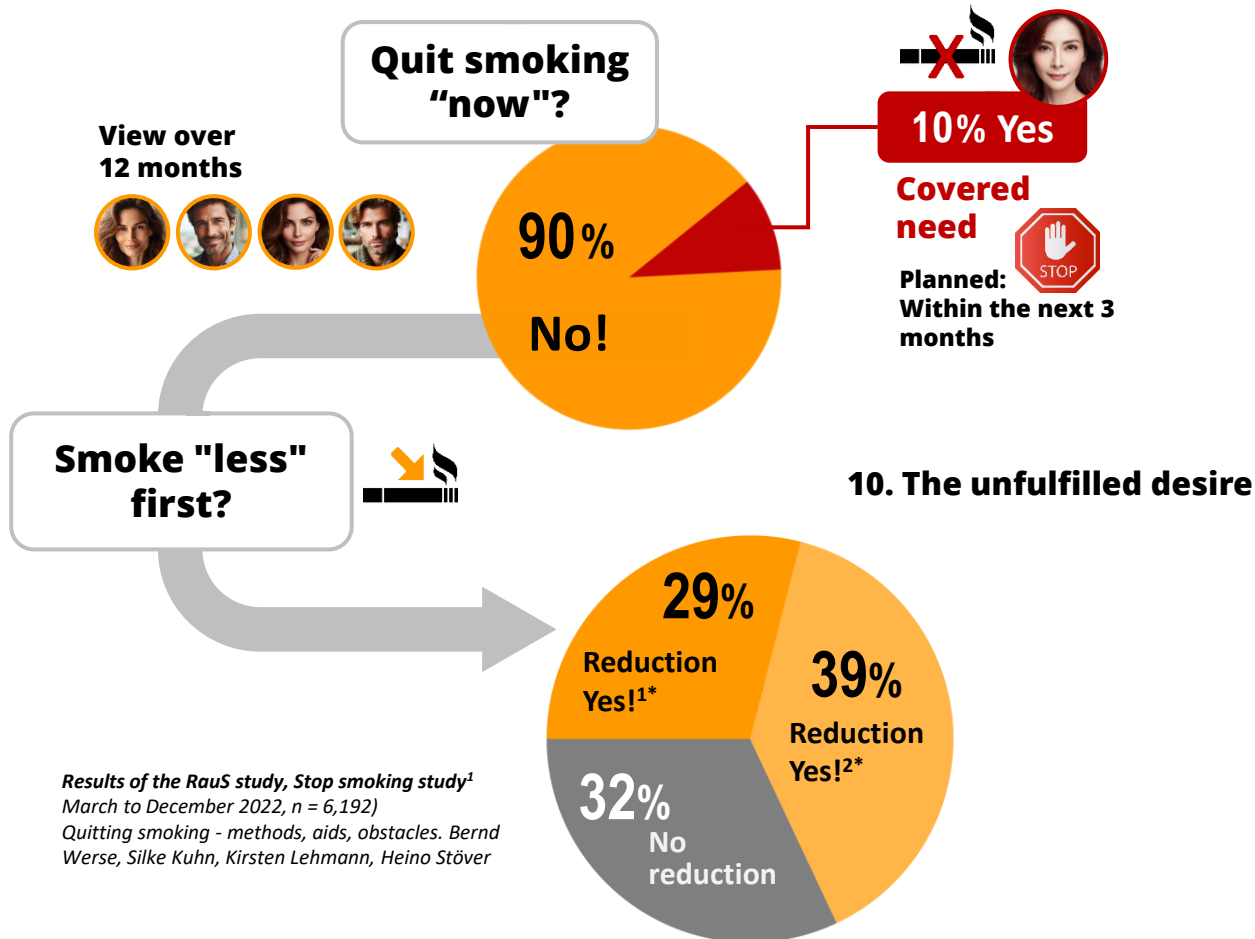 Quit smoking
“now"?
10% Yes
View over
12 months
Covered
need
STOP
Planned:
Within the next 3
months
90%
No!
Smoke "less"
first?
10. The unfulfilled desire
29%
Reduction
Yes!1*
39%
Reduction
Yes!2*
32%
No
reduction
Results of the RauS study, Stop smoking study1
March to December 2022, n = 6,192)
Quitting smoking - methods, aids, obstacles. Bernd
Werse, Silke Kuhn, Kirsten Lehmann, Heino Stöver